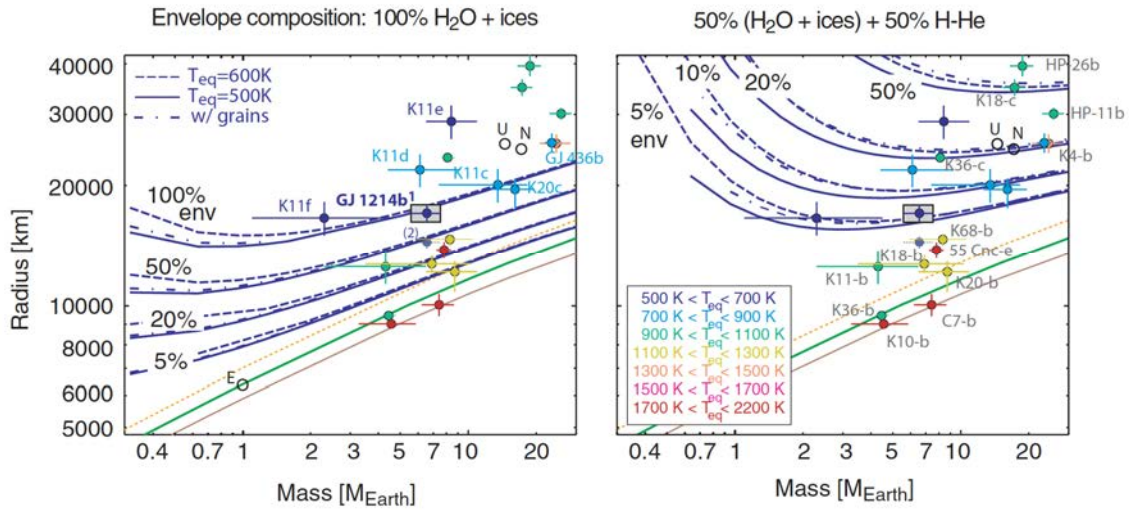 Envelope composition: 100% H2O + ices
50% (H2O + ices) + 50% H-He
40000
30000
20000
10000
8000
7000
6000
5000
Radius [km]
Teq=600K
Teq=500K
w/ grains
K11e
U
N
K11d
GJ 436b
K11c
K20c
100%
env
GJ 1214b1
K11f
(2)
50%
20%
5%
E
0.4
0.7
1
2
3
4
5
7
10
20
Mass [MEarth]
5%
env
10%
20%
50%
HP-26b
K18-c
HP-11b
U
N
K4-b
K36-c
K68-b
K18-b
55 Cnc-e
K11-b
K20-b
K36-b
C7-b
K10-b
500 K < Teq< 700 K
700 K < Teq< 900 K
900 K < Teq< 1100 K
1100 K < Teq< 1300 K
1300 K < Teq< 1500 K
1500 K < Teq< 1700 K
1700 K < Teq< 2200 K
0.4
0.7
1
2
3
4
5
7
10
20
Mass [MEarth]